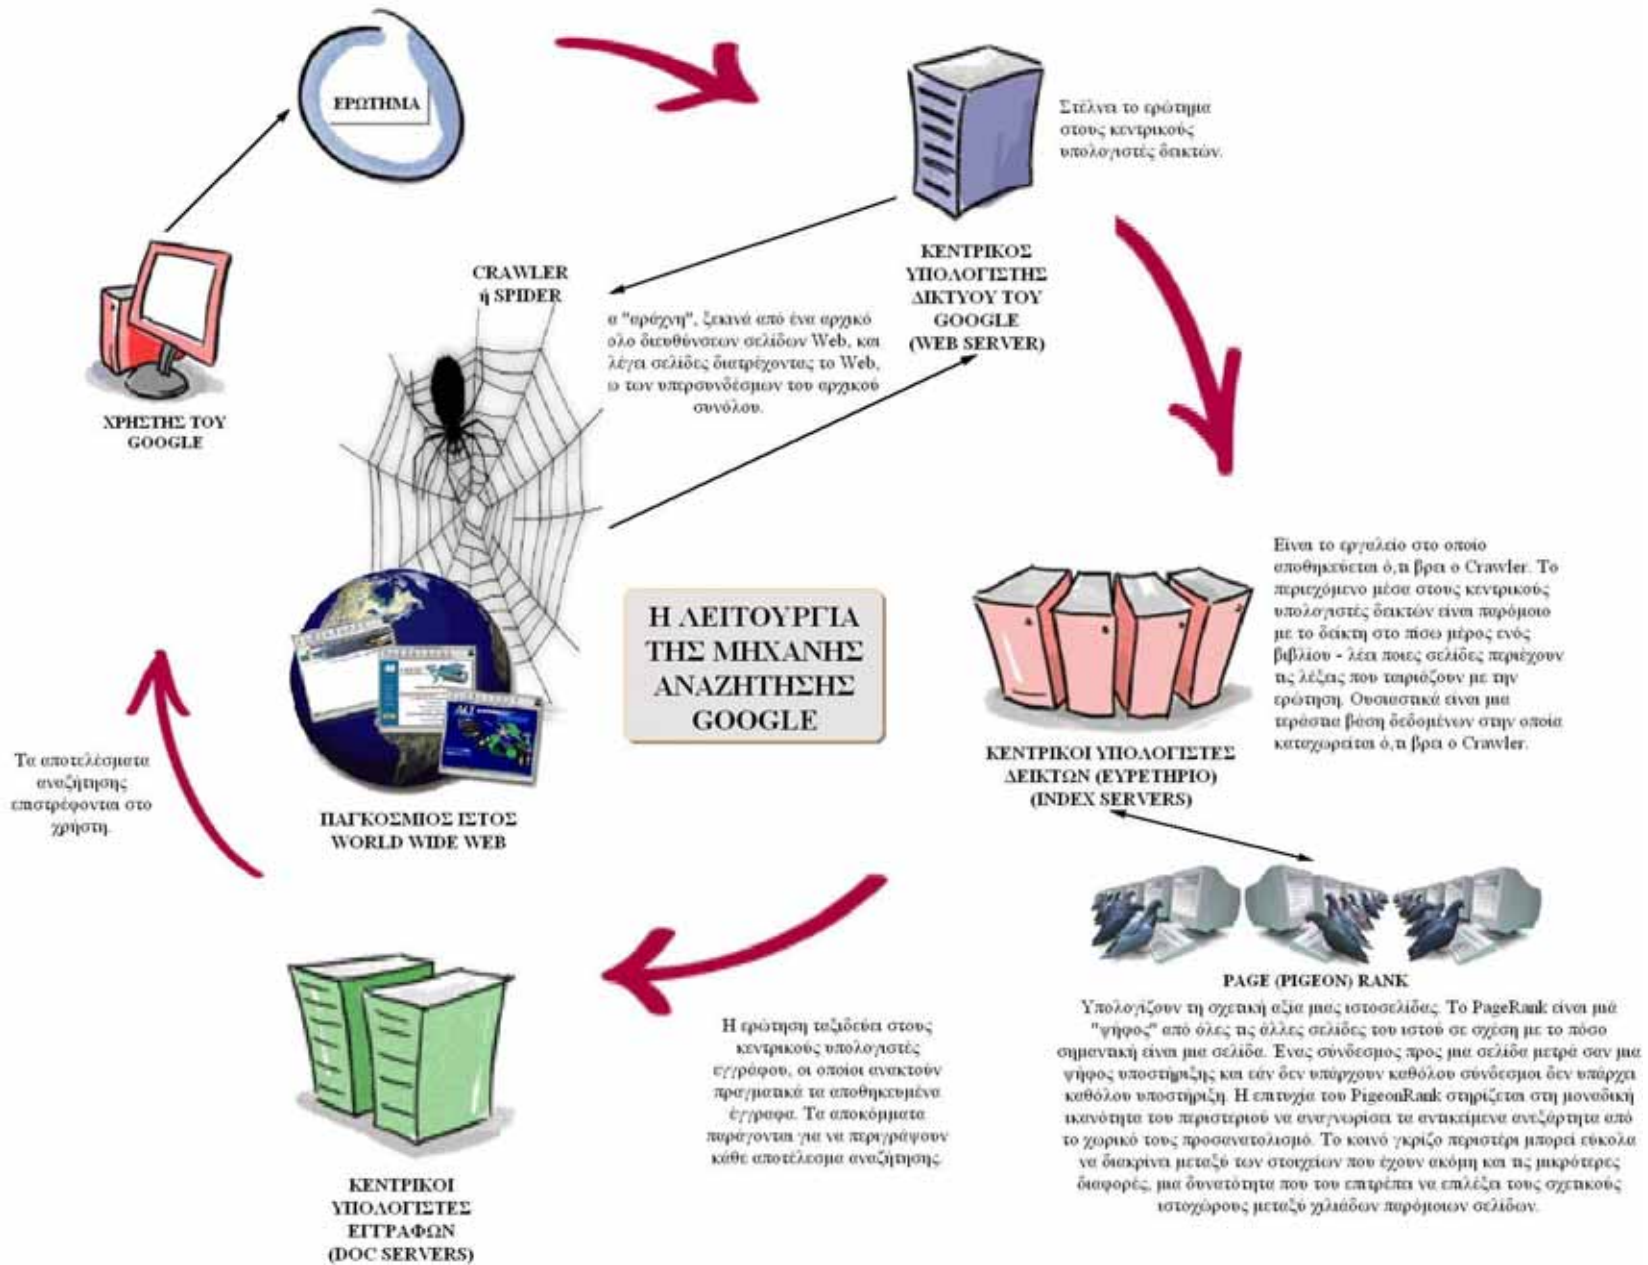 ΕΡΩΤΗΜΑ
Στέλνει το ερώτημα
στους κεντρικούς
υπολογιστές δεικτών.
ΚΕΝΤΡΙΚΟΣ
ΥΠΟΛΟΓΙΣΤΗΣ
ΔΙΚΤΥΟΥ ΤΟΥ
GOOGLE
(WEB SERVER)
CRAWLER
ή SPIDER
α "αράχνη", ξεκινά από ένα αρχικό
ολο διευθύνσεων σελίδων Web, και
λέγει σελίδες διατρέχοντας το Web,
ω των υπερσυνδέσμων του αρχικού
συνόλου.
ΧΡΗΣΤΗΣ ΤΟΥ
GOOGLE
Η ΛΕΙΤΟΥΡΓΙΑ
ΤΗΣ ΜΗΧΑΝΗΣ
ΑΝΑΖΗΤΗΣΗΣ
GOOGLE
Είναι το εργαλείο στο οποίο
αποθηκεύεται ό,τι βρει ο Crawler. Το
περιεχόμενο μέσα στους κεντρικούς
υπολογιστές δεικτών είναι παρόμοιο
με το δείκτη στο πίσω μέρος ενός
βιβλίου - λέει ποιες σελίδες περιέχουν
τις λέξεις που ταιριάζουν με την
ερώτηση. Ουσιαστικά είναι μια
τεράστια βάση δεδομένων στην οποία
καταχωρείται ό,τι βρει ο Crawler.
ΚΕΝΤΡΙΚΟΙ ΥΠΟΛΟΓΙΣΤΕΣ
ΔΕΙΚΤΩΝ (ΕΥΡΕΤΗΡΙΟ)
(INDEX SERVERS)
ΠΑΓΚΟΣΜΙΟΣ ΙΣΤΟΣ
WORLD WIDE WEB
Τα αποτελέσματα
αναζήτησης
επιστρέφονται στο
χρήστη.
PAGE (PIGEON) RANK
Υπολογίζουν τη σχετική αξία μιας ιστοσελίδας. Το PageRank είναι μιά
"ψήφος" από όλες τις άλλες σελίδες του ιστού σε σχέση με το πόσο
σημαντική είναι μια σελίδα. Ένας σύνδεσμος προς μια σελίδα μετρά σαν μια
ψήφος υποστήριξης και εάν δεν υπάρχουν καθόλου σύνδεσμοι δεν υπάρχει
καθόλου υποστήριξη. Η επιτυχία του PigeonRank στηρίζεται στη μοναδική
ικανότητα του περιστεριού να αναγνωρίσει τα αντικείμενα ανεξάρτητα από
το χωρικό τους προσανατολισμό. Το κοινό γκρίζο περιστέρι μπορεί εύκολα
να διακρίνει μεταξύ των στοιχείων που έχουν ακόμη και τις μικρότερες
διαφορές, μια δυνατότητα που του επιτρέπει να επιλέξει τους σχετικούς
ιστοχώρους μεταξύ χιλιάδων παρόμοιων σελίδων.
Η ερώτηση ταξιδεύει στους
κεντρικούς υπολογιστές
εγγράφου, οι οποίοι ανακτούν
πραγματικά τα αποθηκευμένα
έγγραφα. Τα αποκόμματα
παράγονται για να περιγράψουν
κάθε αποτέλεσμα αναζήτησης.
ΚΕΝΤΡΙΚΟΙ
ΥΠΟΛΟΓΙΣΤΕΣ
ΕΓΓΡΑΦΩΝ
(DOC SERVERS)